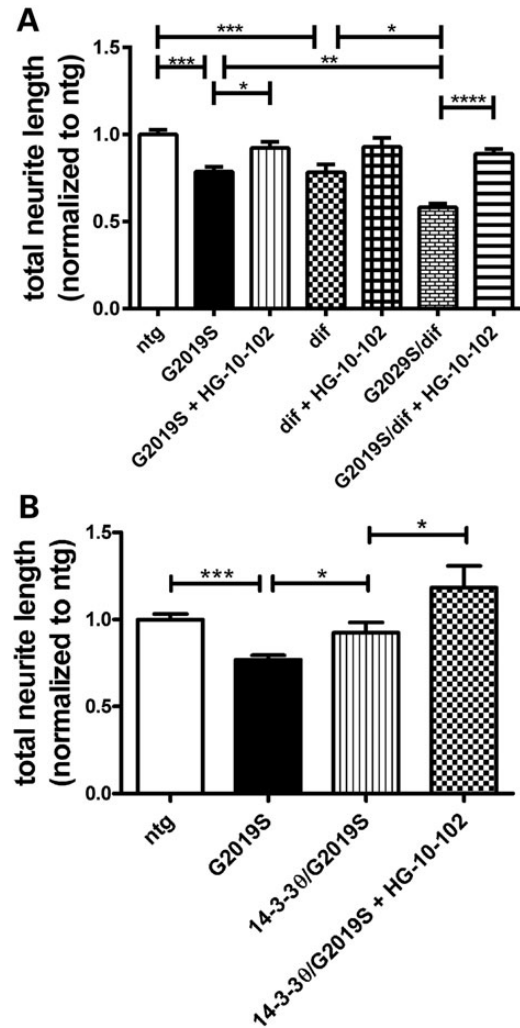 A
total neurite length
(normalized to ntg)
1.5
1.0
0.5
0.0
***
*
***
**
*
****
ntg
G2019S
G2019S + HG-10-102
dif
dif + HG-10-102
G2029S/dif
G2019S/dif + HG-10-102
B
total neurite length
(normalized to ntg)
1.5
1.0
0.5
0.0
*
***
*
ntg
G2019S
14-3-3θ/G2019S
14-3-3θ/G2019S + HG-10-102